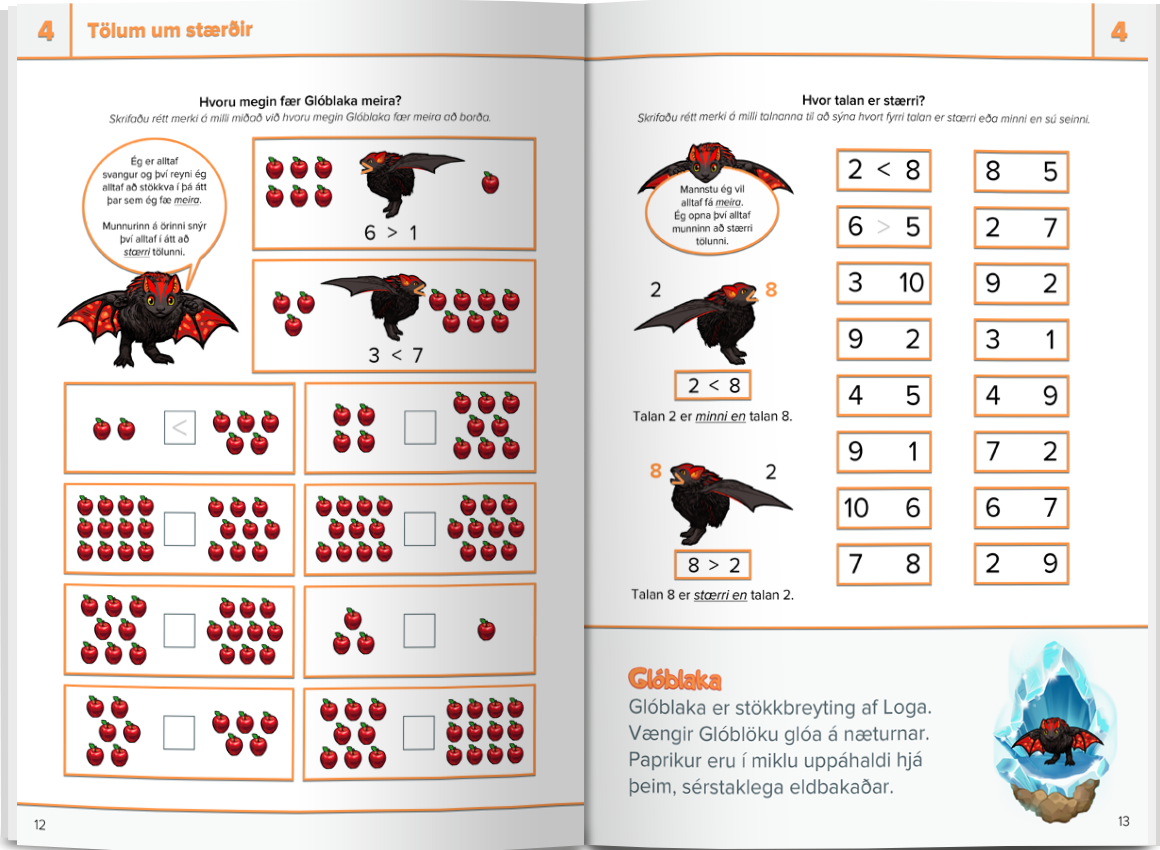 4 Tölum um stærðir
Hvoru megin fær Glóblaka meira?
Skrifaðu rétt merki á milli miðað við hvoru megin Glóblaka fær meira að borða.
Ég er alltaf
svangur og því reyni ég
alltaf að stökkva í þá átt
þar sem ég fæ meira.
Munnurinn á örinni snýr
því alltaf í átt að
stærri tölunni.
6 > 1
3 < 7
<
12
4
Hvor talan er stærri?
Skrifaðu rétt merki á milli talnanna til að sýna hvort fyrri talan er stærri eða minni en sú seinni.
Mannstu ég vil
alltaf fá meira.
Ég opna því alltaf
munninn að stærri
tölunni.
2 8
2 < 8
Talan 2 er minni en talan 8.
8 2
8 > 2
Talan 8 er stærri en talan 2.
2 < 8
6 > 5
3 10
9 2
4 5
9 1
10 6
7 8
8 5
2 7
9 2
3 1
4 9
7 2
6 7
2 9
Glóblaka
Glóblaka er stökkbreyting af Loga.
Vængir Glóblöku glóa á næturnar.
Paprikur eru í miklu uppáhaldi hjá
þeim, sérstaklega eldbakaðar.
13